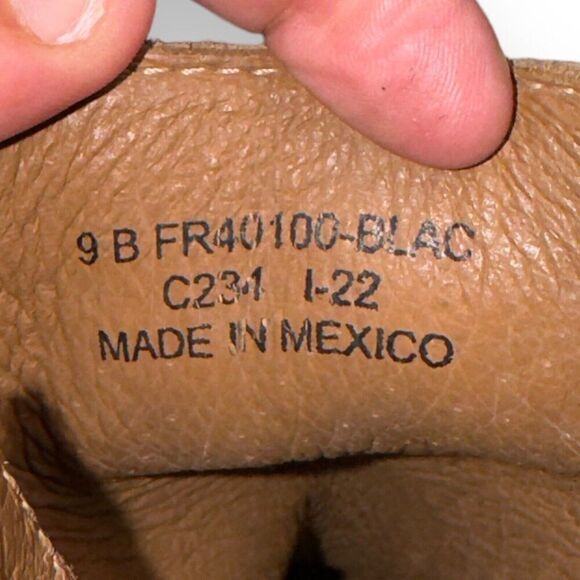 9 B FR40100-BLAC
C234 I-22
MADE IN MEXICO